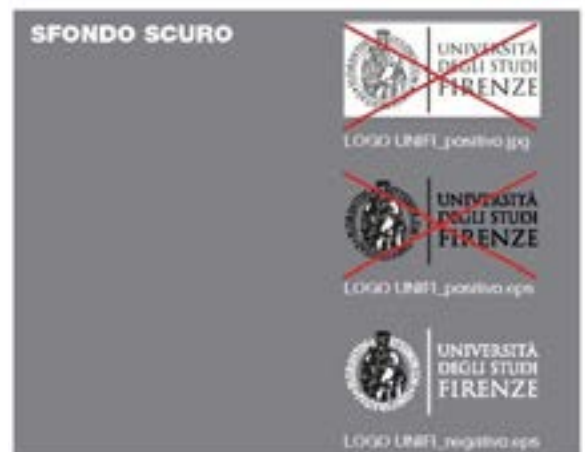 SFONDO SCURO
UNIVERSITÀ
DEGLI STUDI
FIRENZE
LOGO UNIFI_positivo.jpg
UNIVERSITÀ
DEGLI STUDI
FIRENZE
LOGO UNIFI_positivo.eps
UNIVERSITÀ
DEGLI STUDI
FIRENZE
LOGO UNIFI_negativo.eps